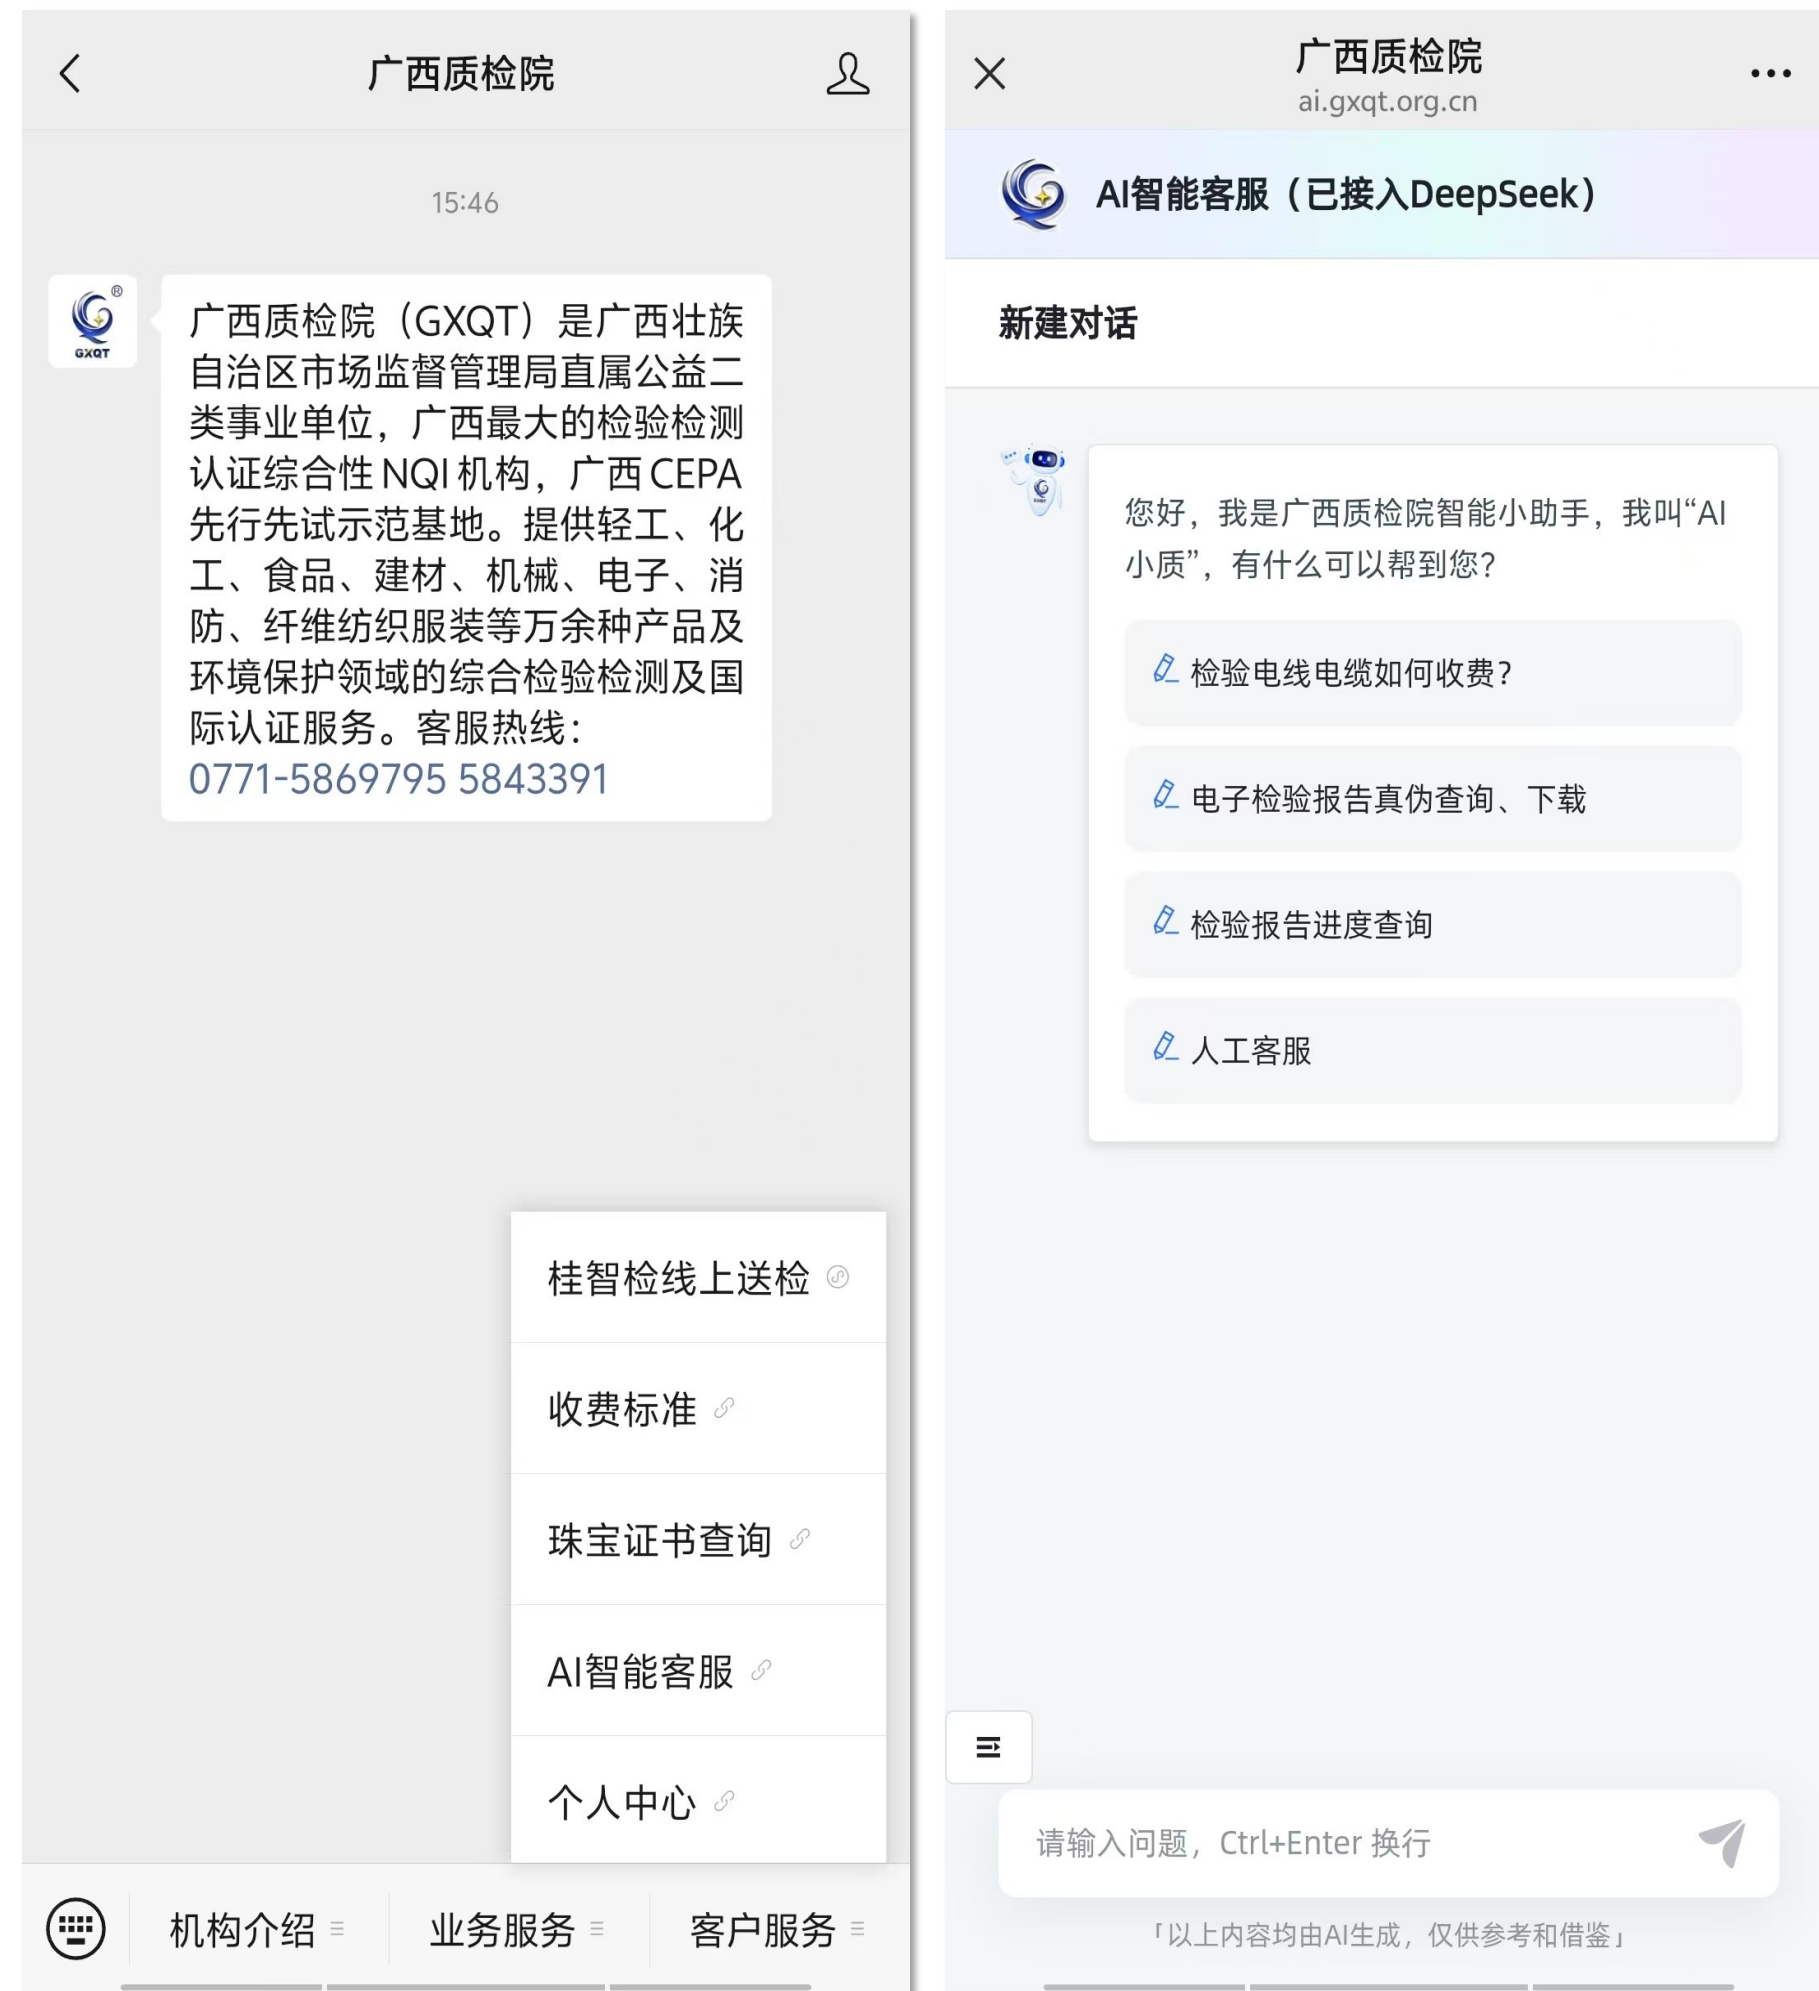 广西质检院
15:46
®
GXQT
广西质检院（GXQT）是广西壮族
自治区市场监督管理局直属公益二
类事业单位，广西最大的检验检测
认证综合性NQI机构，广西CEPA
先行先试示范基地。提供轻工、化
工、食品、建材、机械、电子、消
防、纤维纺织服装等万余种产品及
环境保护领域的综合检验检测及国
际认证服务。客服热线：
0771-5869795 5843391
桂智检线上送检
收费标准
珠宝证书查询
AI智能客服
个人中心
机构介绍
业务服务
客户服务
广西质检院
ai.gxqt.org.cn
AI智能客服（已接入DeepSeek）
新建对话
您好，我是广西质检院智能小助手，我叫“AI
小质”，有什么可以帮到您？
检验电线电缆如何收费？
电子检验报告真伪查询、下载
检验报告进度查询
人工客服
请输入问题，Ctrl+Enter 换行
「以上内容均由AI生成，仅供参考和借鉴」